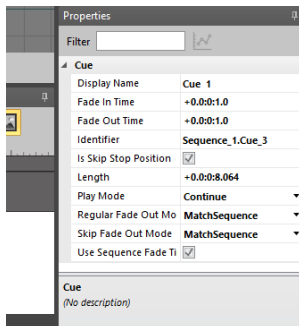 Properties
Filter
Cue
Display Name Cue 1
Fade In Time +0.0:0:1.0
Fade Out Time +0.0:0:1.0
Identifier Sequence_1.Cue_3
Is Skip Stop Position
Length +0.0:0:8.064
Play Mode Continue
Regular Fade Out Mo MatchSequence
Skip Fade Out Mode MatchSequence
Use Sequence Fade Ti
Cue
(No description)